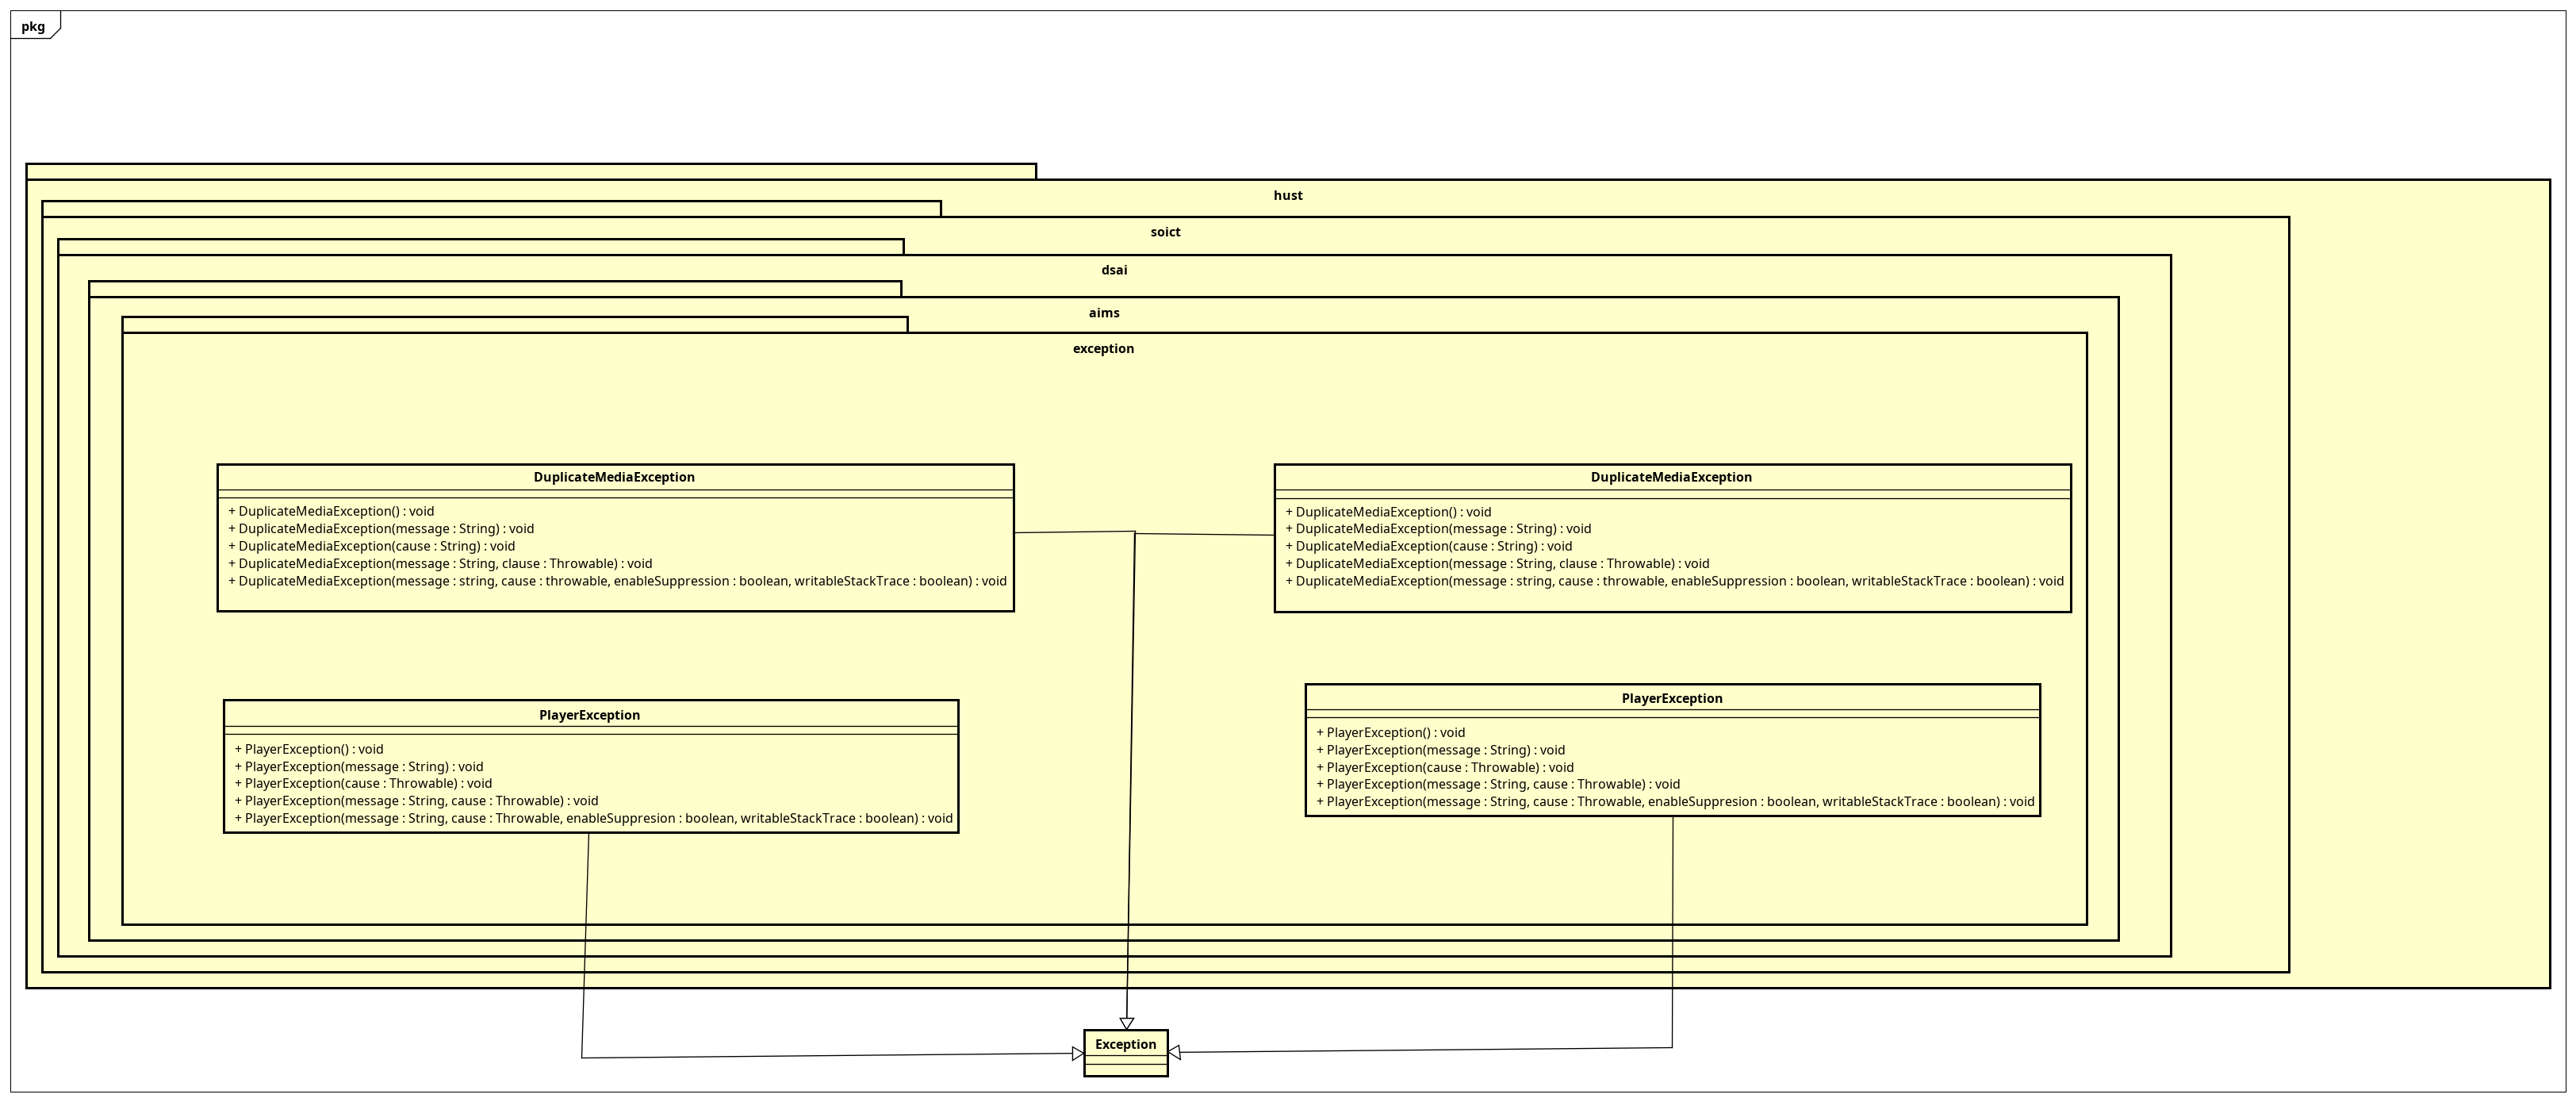 pkg
hust
soict
dsai
aims
exception
DuplicateMediaException
+ DuplicateMediaException() : void
+ DuplicateMediaException(message : String) : void
+ DuplicateMediaException(cause : String) : void
+ DuplicateMediaException(message : String, clause : Throwable) : void
+ DuplicateMediaException(message : string, cause : throwable, enableSuppression : boolean, writableStackTrace : boolean) : void
DuplicateMediaException
+ DuplicateMediaException() : void
+ DuplicateMediaException(message : String) : void
+ DuplicateMediaException(cause : String) : void
+ DuplicateMediaException(message : String, clause : Throwable) : void
+ DuplicateMediaException(message : string, cause : throwable, enableSuppression : boolean, writableStackTrace : boolean) : void
PlayerException
+ PlayerException() : void
+ PlayerException(message : String) : void
+ PlayerException(cause : Throwable) : void
+ PlayerException(message : String, cause : Throwable) : void
+ PlayerException(message : String, cause : Throwable, enableSuppresion : boolean, writableStackTrace : boolean) : void
PlayerException
+ PlayerException() : void
+ PlayerException(message : String) : void
+ PlayerException(cause : Throwable) : void
+ PlayerException(message : String, cause : Throwable) : void
+ PlayerException(message : String, cause : Throwable, enableSuppresion : boolean, writableStackTrace : boolean) : void
Exception